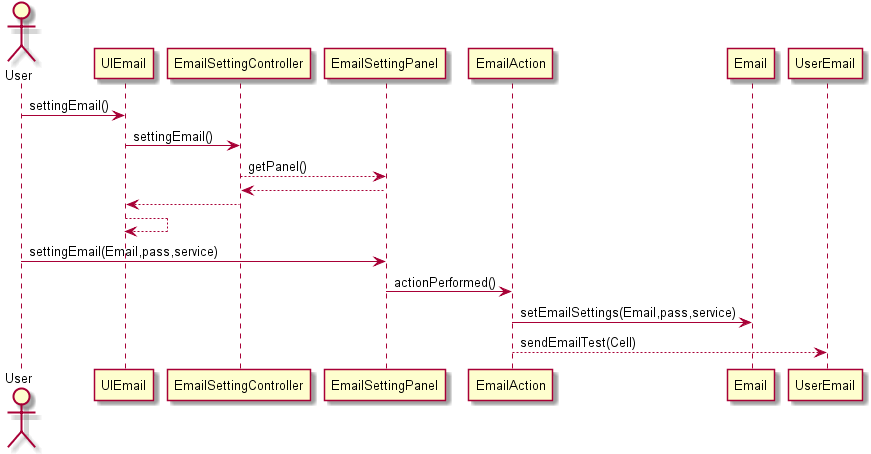 User
UIEmail
EmailSettingController
EmailSettingPanel
EmailAction
Email
UserEmail
settingEmail()
settingEmail()
getPanel()
settingEmail(Email,pass,service)
actionPerformed()
setEmailSettings(Email,pass,service)
sendEmailTest(Cell)
User
UIEmail
EmailSettingController
EmailSettingPanel
EmailAction
Email
UserEmail